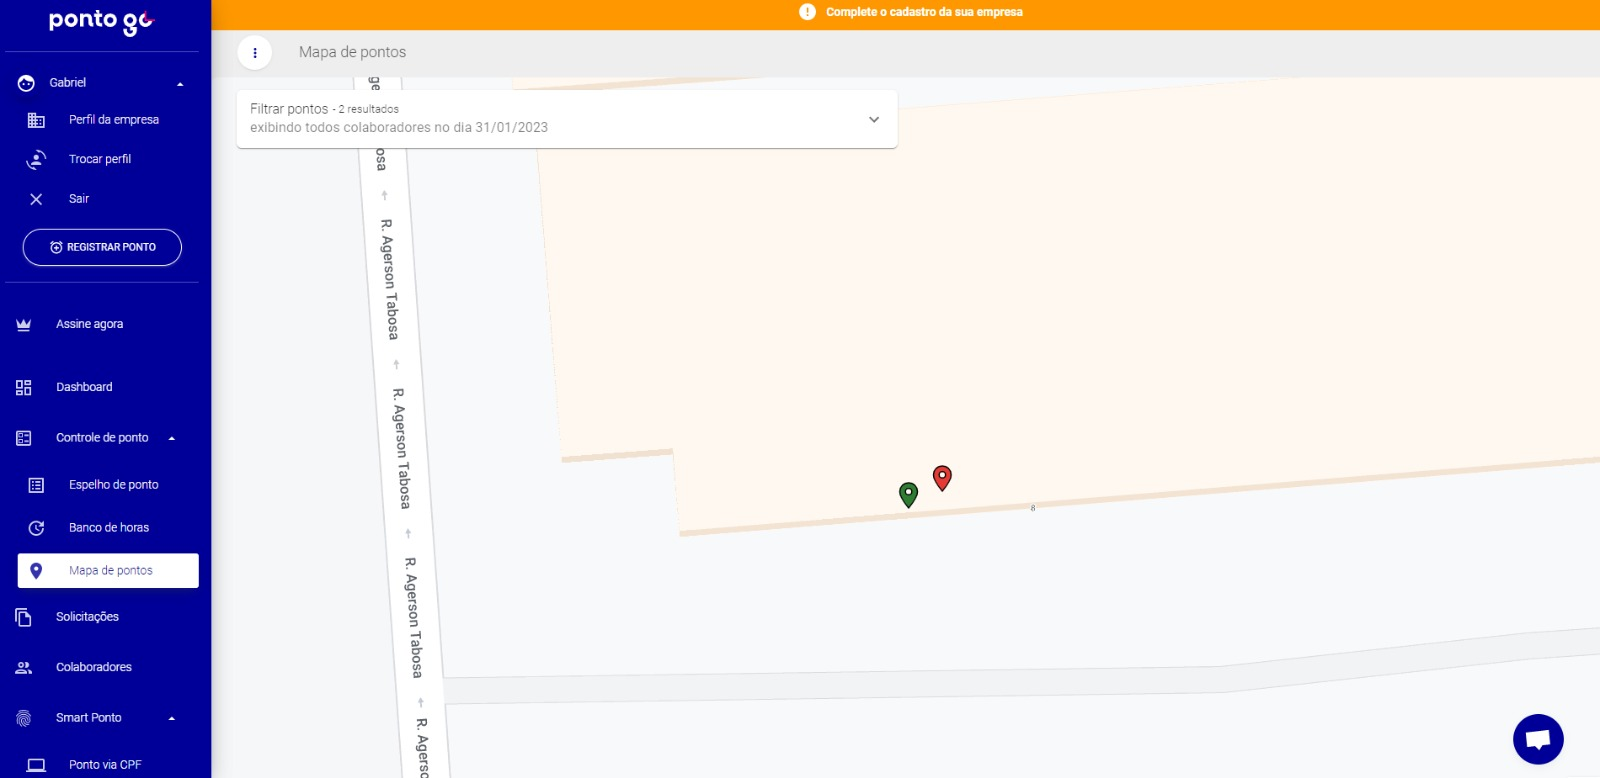 ponto go
Gabriel
Perfil da empresa
Trocar perfil
Sair
REGISTRAR PONTO
Assine agora
Dashboard
Controle de ponto
Espelho de ponto
Banco de horas
Mapa de pontos
Solicitações
Colaboradores
Smart Ponto
Ponto via CPF
Complete o cadastro da sua empresa
Mapa de pontos
Filtrar pontos - 2 resultados
exibindo todos colaboradores no dia 31/01/2023
osa
R. Agerson Tabosa
R. Agerson Tabosa
R. Agerson Tabosa
R. Agerso
8